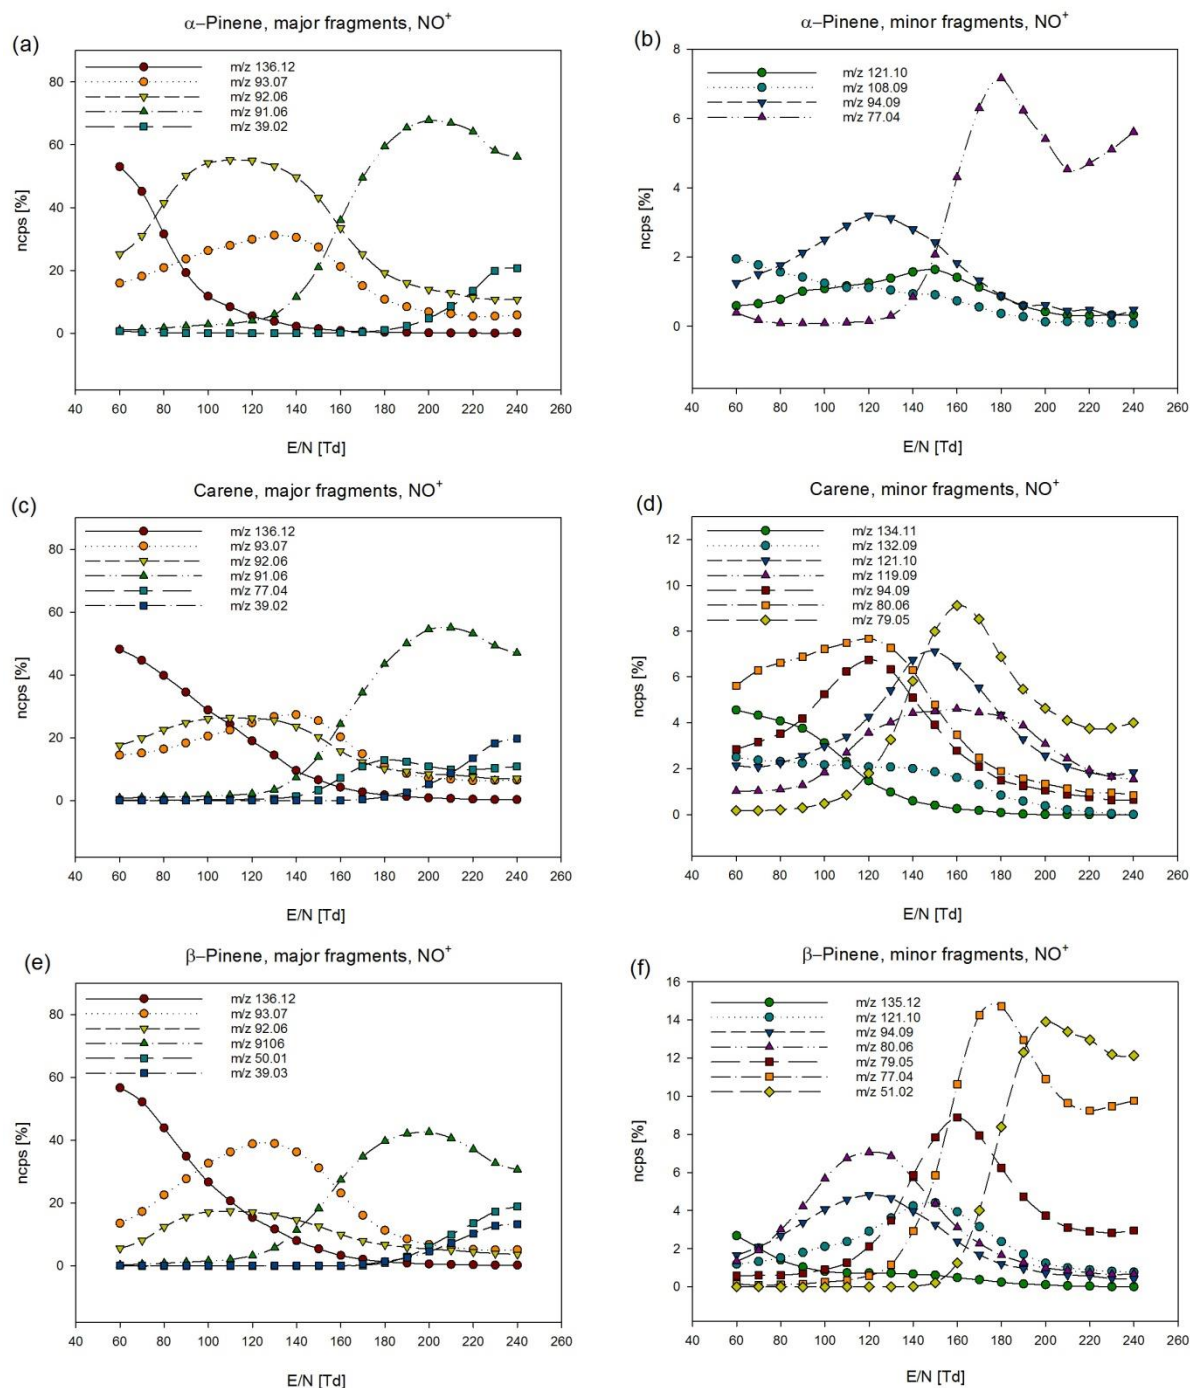 (a)
α–Pinene, major fragments, NO⁺
m/z 136.12
m/z 93.07
m/z 92.06
m/z 91.06
m/z 39.02
80
60
40
20
0
ncps [%]
40 60 80 100 120 140 160 180 200 220 240 260
E/N [Td]
(b)
α–Pinene, minor fragments, NO⁺
m/z 121.10
m/z 108.09
m/z 94.09
m/z 77.04
8
6
4
2
0
ncps [%]
40 60 80 100 120 140 160 180 200 220 240 260
E/N [Td]
(c)
Carene, major fragments, NO⁺
m/z 136.12
m/z 93.07
m/z 92.06
m/z 91.06
m/z 77.04
m/z 39.02
80
60
40
20
0
ncps [%]
40 60 80 100 120 140 160 180 200 220 240 260
E/N [Td]
(d)
Carene, minor fragments, NO⁺
m/z 134.11
m/z 132.09
m/z 121.10
m/z 119.09
m/z 94.09
m/z 80.06
m/z 79.05
12
10
8
6
4
2
0
ncps [%]
40 60 80 100 120 140 160 180 200 220 240 260
E/N [Td]
(e)
β–Pinene, major fragments, NO⁺
m/z 136.12
m/z 93.07
m/z 92.06
m/z 9106
m/z 50.01
m/z 39.03
80
60
40
20
0
ncps [%]
40 60 80 100 120 140 160 180 200 220 240 260
E/N [Td]
(f)
β–Pinene, minor fragments, NO⁺
m/z 135.12
m/z 121.10
m/z 94.09
m/z 80.06
m/z 79.05
m/z 77.04
m/z 51.02
16
14
12
10
8
6
4
2
0
ncps [%]
40 60 80 100 120 140 160 180 200 220 240 260
E/N [Td]